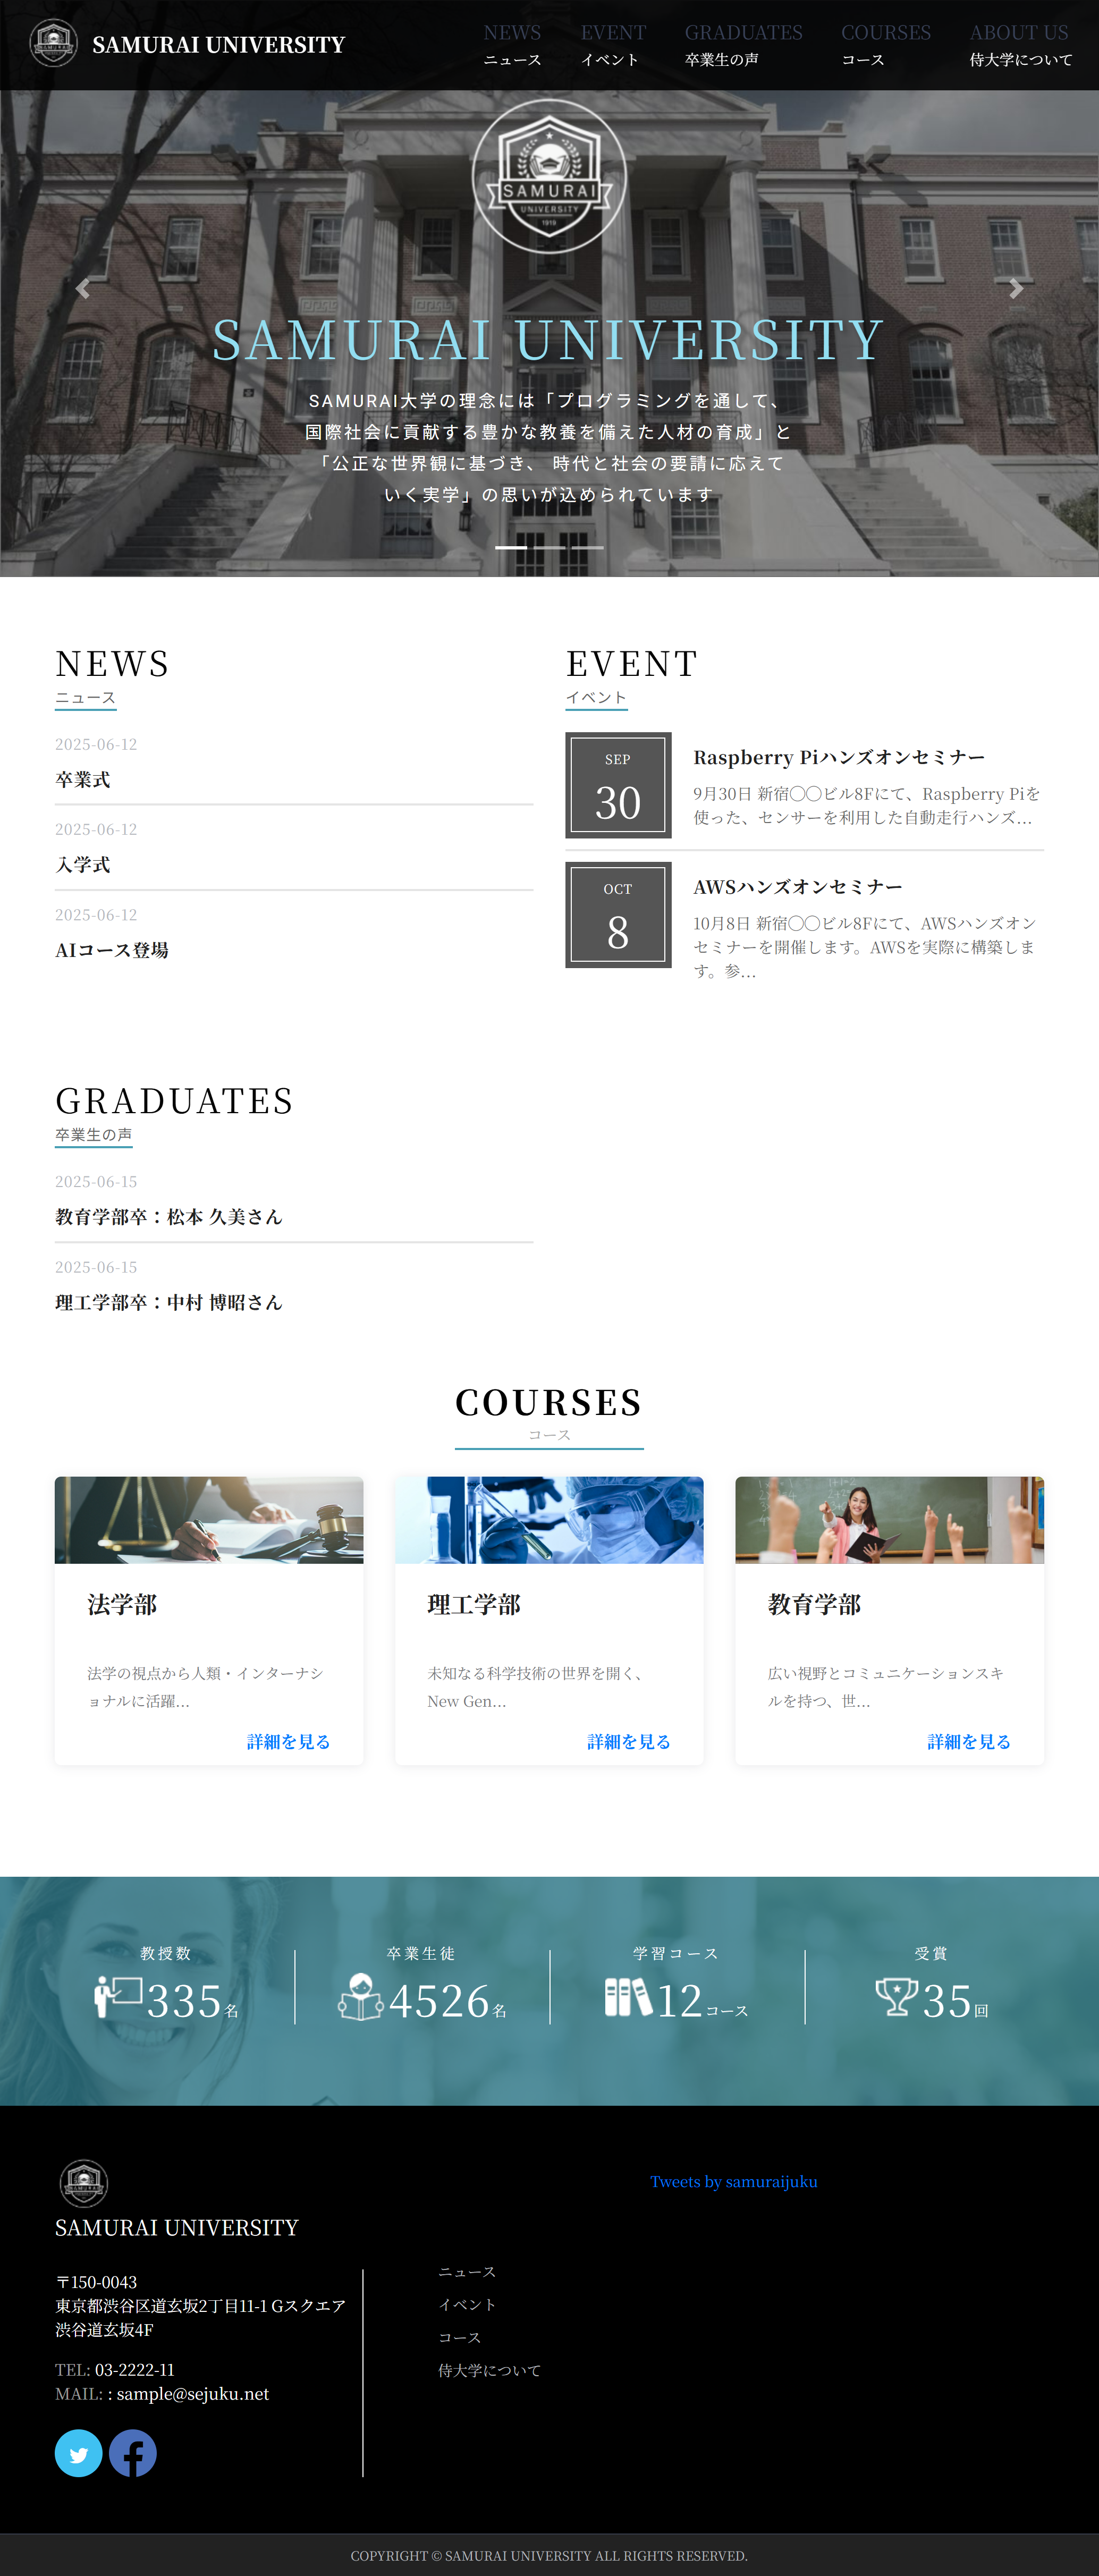 SAMURAI UNIVERSITY
NEWS
ニュース
EVENT
イベント
GRADUATES
卒業生の声
COURSES
コース
ABOUT US
侍大学について
SAMURAI
UNIVERSITY
1919
SAMURAI UNIVERSITY
SAMURAI大学の理念には「プログラミングを通して、
国際社会に貢献する豊かな教養を備えた人材の育成」と
「公正な世界観に基づき、 時代と社会の要請に応えて
いく実学」の思いが込められています
NEWS
ニュース
2025-06-12
卒業式
2025-06-12
入学式
2025-06-12
AIコース登場
EVENT
イベント
SEP
30
Raspberry Piハンズオンセミナー
9月30日 新宿◯◯ビル8Fにて、Raspberry Piを
使った、センサーを利用した自動走行ハンズ...
OCT
8
AWSハンズオンセミナー
10月8日 新宿◯◯ビル8Fにて、AWSハンズオン
セミナーを開催します。AWSを実際に構築しま
す。参...
GRADUATES
卒業生の声
2025-06-15
教育学部卒：松本 久美さん
2025-06-15
理工学部卒：中村 博昭さん
COURSES
コース
法学部
法学の視点から人類・インターナシ
ョナルに活躍...
詳細を見る
理工学部
未知なる科学技術の世界を開く、
New Gen...
詳細を見る
教育学部
広い視野とコミュニケーションスキ
ルを持つ、世...
詳細を見る
教授数
335名
卒業生徒
4526名
学習コース
12コース
受賞
35回
SAMURAI UNIVERSITY
〒150-0043
東京都渋谷区道玄坂2丁目11-1 Gスクエア
渋谷道玄坂4F
TEL: 03-2222-11
MAIL: : sample@sejuku.net
ニュース
イベント
コース
侍大学について
Tweets by samuraijuku
COPYRIGHT © SAMURAI UNIVERSITY ALL RIGHTS RESERVED.